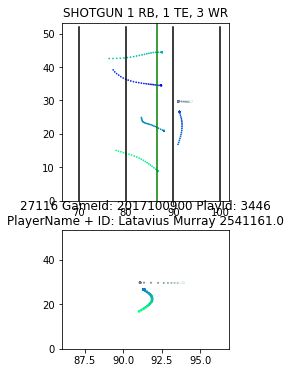 SHOTGUN 1 RB, 1 TE, 3 WR
50
40
30
20
10
0
70 80 90 100
27116 GameId: 2017100900 PlayId: 3446
PlayerName + ID: Latavius Murray 2541161.0
40
20
0
87.5 90.0 92.5 95.0